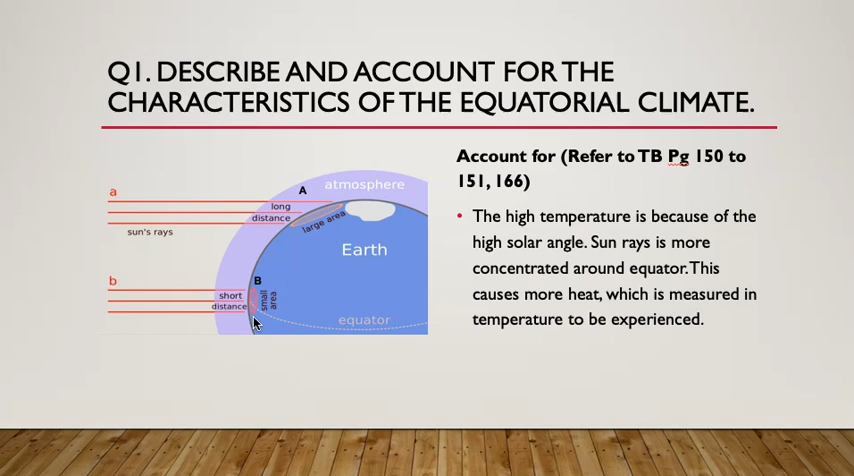 Q1. DESCRIBE AND ACCOUNT FOR THE
CHARACTERISTICS OF THE EQUATORIAL CLIMATE.
a
A
atmosphere
long
distance
large area
sun's rays
Earth
b
B
short
distance
small
area
equator
Account for (Refer to TB Pg 150 to
151, 166)
• The high temperature is because of the
high solar angle. Sun rays is more
concentrated around equator. This
causes more heat, which is measured in
temperature to be experienced.